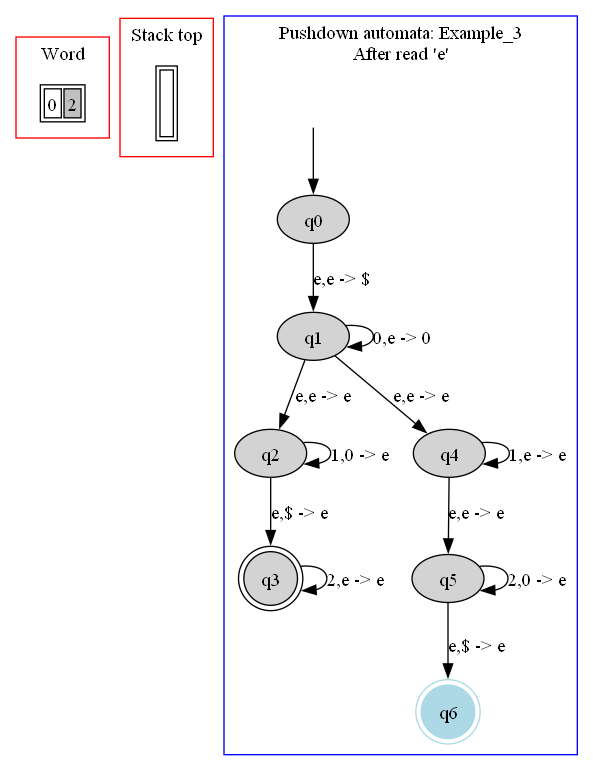 Word
0 2
Stack top
Pushdown automata: Example_3
After read 'e'
q0
e,e -> $
q1
0,e -> 0
e,e -> e
e,e -> e
q2
1,0 -> e
q4
1,e -> e
e,$ -> e
e,e -> e
q3
2,e -> e
q5
2,0 -> e
e,$ -> e
q6